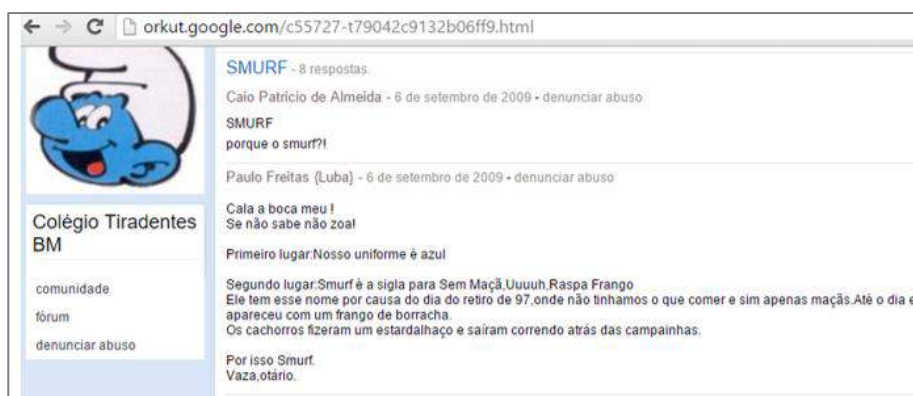 orkut.google.com/c55727-t79042c9132b06ff9.html
SMURF - 8 respostas.
Caio Patricio de Almeida - 6 de setembro de 2009 - denunciar abuso
SMURF
porque o smurf?!
Paulo Freitas {Luba} - 6 de setembro de 2009 - denunciar abuso
Cala a boca meu !
Se não sabe não zoa!
Primeiro lugar:Nosso uniforme è azul
Segundo lugar:Smurf è a sigla para Sem Maçã,Uuuuh,Raspa Frango
Ele tem esse nome por causa do dia do retiro de 97,onde não tinhamos o que comer e sim apenas maçãs.Atè o dia e
apareceu com um frango de borracha.
Os cachorros fizeram um estardalhaço e saíram correndo atrás das campainhas.
Por isso Smurf.
Vaza,otário.
Colégio Tiradentes
BM
comunidade
fórum
denunciar abuso